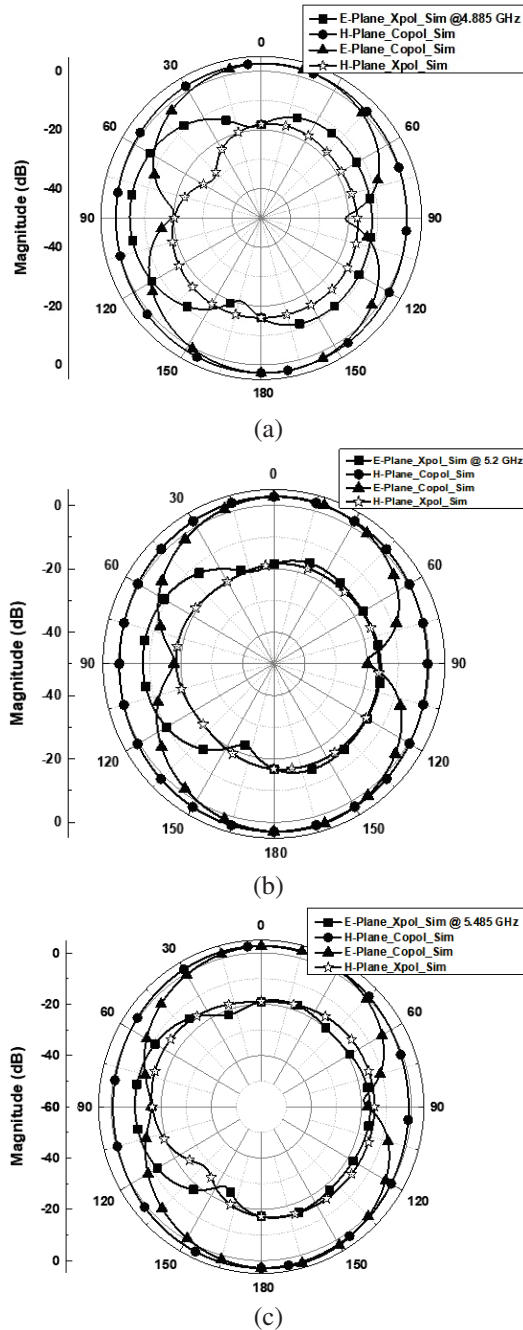 E-Plane_Xpol_Sim @4.885 GHz
H-Plane_Copol_Sim
E-Plane_Copol_Sim
H-Plane_Xpol_Sim
0
30
60
90
120
150
180
150
120
90
60
Magnitude (dB)
-0
-20
-40
-40
-20
0
(a)
E-Plane_Xpol_Sim @ 5.2 GHz
H-Plane_Copol_Sim
E-Plane_Copol_Sim
H-Plane_Xpol_Sim
0
30
60
90
120
150
180
150
120
90
60
Magnitude (dB)
-0
-20
-40
-40
-20
0
(b)
E-Plane_Xpol_Sim @ 5.485 GHz
H-Plane_Copol_Sim
E-Plane_Copol_Sim
H-Plane_Xpol_Sim
0
30
60
90
120
150
180
150
120
90
60
Magnitude (dB)
-0
-20
-40
-60
-40
-20
0
(c)